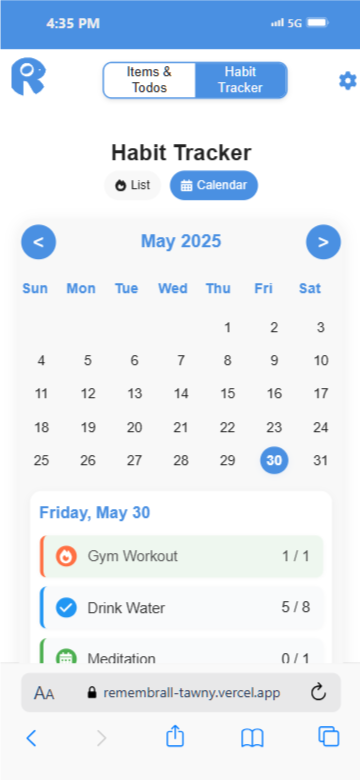 4:35 PM
5G
Items &
Todos
Habit
Tracker
Habit Tracker
List
Calendar
<
May 2025
>
Sun Mon Tue Wed Thu Fri Sat
1 2 3
4 5 6 7 8 9 10
11 12 13 14 15 16 17
18 19 20 21 22 23 24
25 26 27 28 29 30 31
Friday, May 30
Gym Workout 1 / 1
Drink Water 5 / 8
Meditation 0 / 1
AA remembrall-tawny.vercel.app